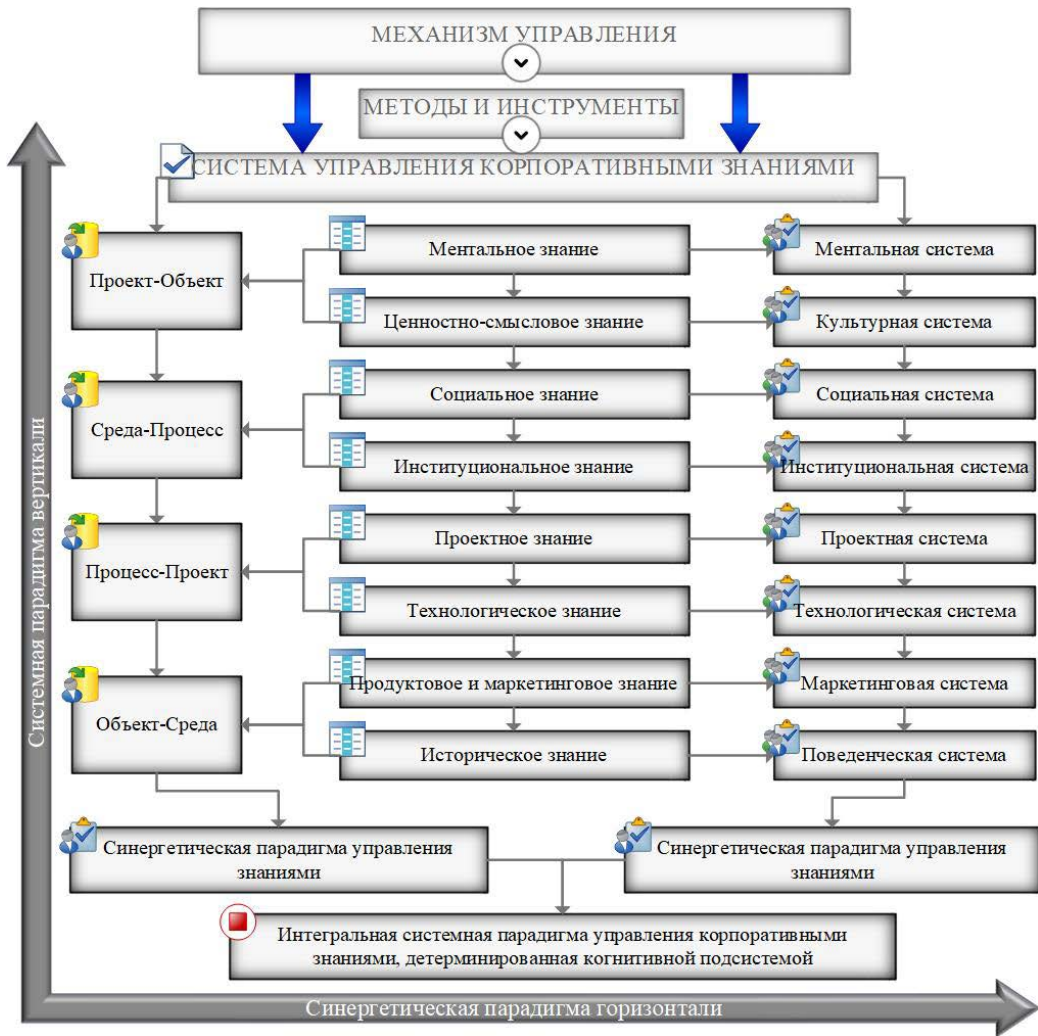 МЕХАНИЗМ УПРАВЛЕНИЯ
МЕТОДЫ И ИНСТРУМЕНТЫ
СИСТЕМА УПРАВЛЕНИЯ КОРПОРАТИВНЫМИ ЗНАНИЯМИ
Проект-Объект
Ментальное знание
Ментальная система
Ценностно-смысловое знание
Культурная система
Среда-Процесс
Социальное знание
Социальная система
Институциональное знание
Институциональная система
Процесс-Проект
Проектное знание
Проектная система
Технологическое знание
Технологическая система
Объект-Среда
Продуктовое и маркетинговое знание
Маркетинговая система
Историческое знание
Поведенческая система
Синергетическая парадигма управления
знаниями
Синергетическая парадигма управления
знаниями
Интегральная системная парадигма управления корпоративными
знаниями, детерминированная когнитивной подсистемой
Системная парадигма вертикали
Синергетическая парадигма горизонтали